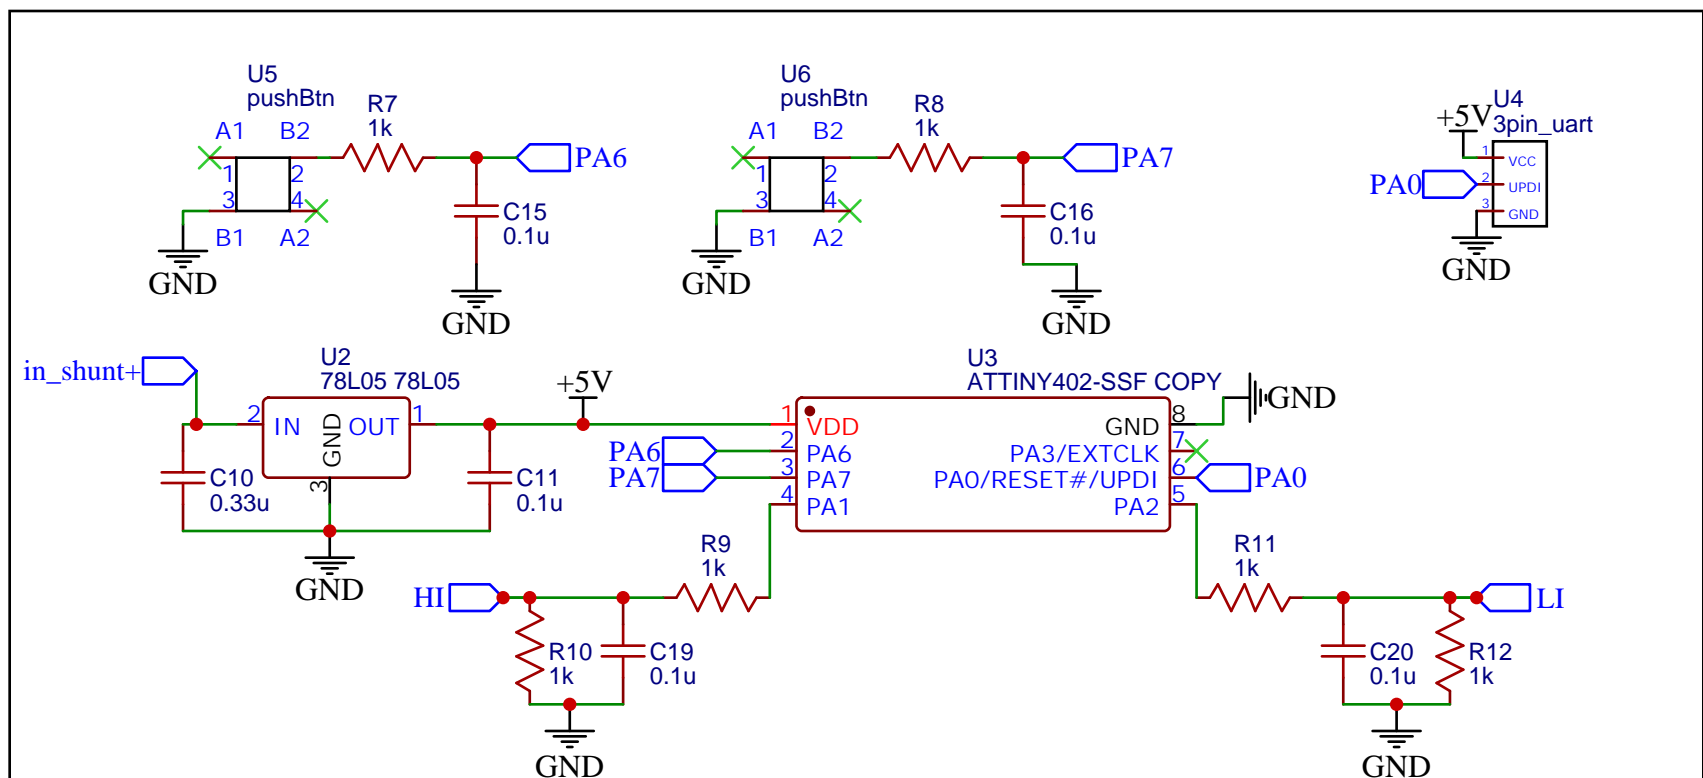 U5
pushBtn
A1 B2
1 2
3 4
B1 A2
GND
R7
1k
PA6
C15
0.1u
GND
U6
pushBtn
A1 B2
1 2
3 4
B1 A2
GND
R8
1k
PA7
C16
0.1u
GND
U4
3pin_uart
+5V
PA0
1 VCC
2 UPDI
3 GND
GND
in_shunt+
U2
78L05 78L05
2 IN OUT 1
GND
3
C10
0.33u
C11
0.1u
GND
+5V
U3
ATTINY402-SSF COPY
1 VDD GND 8
GND
PA6 2 PA6 PA3/EXTCLK 7
PA7 3 PA7 PA0/RESET#/UPDI 6 PA0
4 PA1 PA2 5
HI
R9
1k
R10
1k
C19
0.1u
GND
R11
1k
LI
C20
0.1u
R12
1k
GND